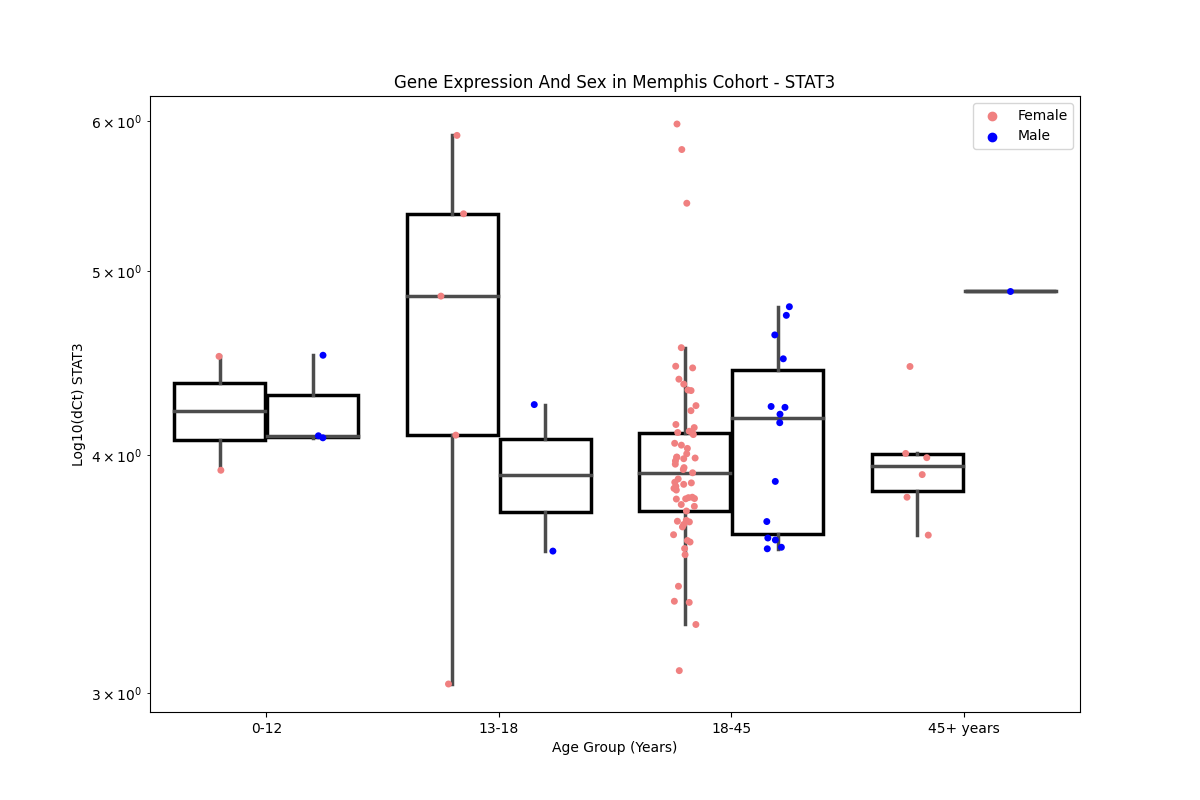 Gene Expression And Sex in Memphis Cohort - STAT3
Female
Male
6 × 10⁰
5 × 10⁰
4 × 10⁰
3 × 10⁰
Log10(dCt) STAT3
0-12
13-18
18-45
45+ years
Age Group (Years)